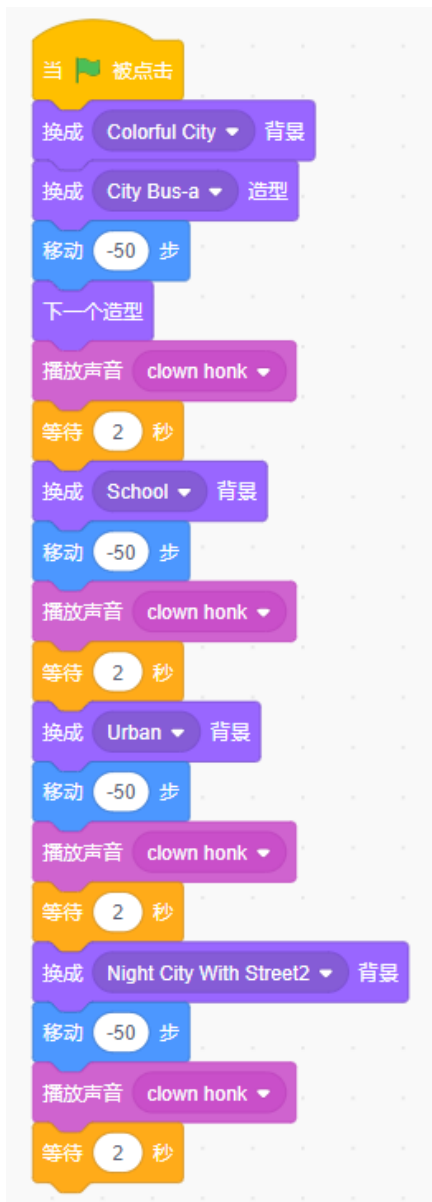 当 被点击
换成 Colorful City 背景
换成 City Bus-a 造型
移动 -50 步
下一个造型
播放声音 clown honk
等待 2 秒
换成 School 背景
移动 -50 步
播放声音 clown honk
等待 2 秒
换成 Urban 背景
移动 -50 步
播放声音 clown honk
等待 2 秒
换成 Night City With Street2 背景
移动 -50 步
播放声音 clown honk
等待 2 秒